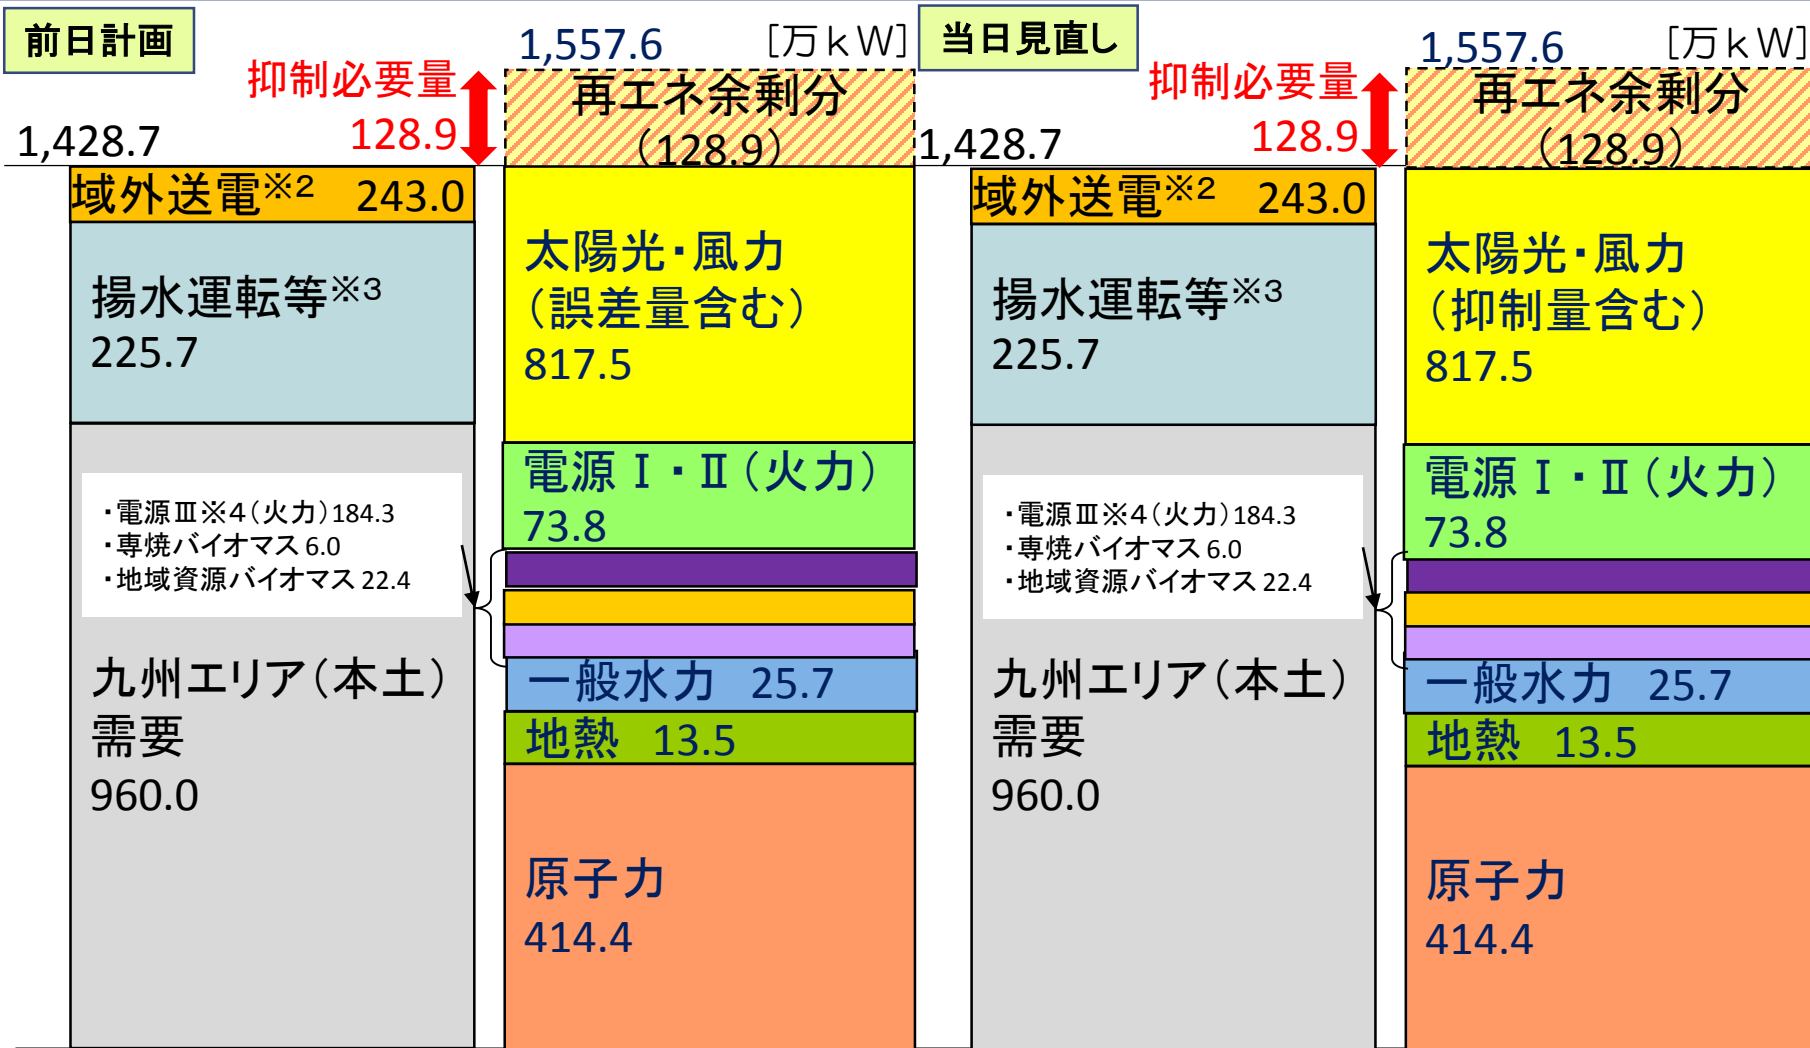 前日計画
1,557.6
[万kW]
抑制必要量
128.9
1,428.7
再エネ余剰分
(128.9)
域外送電※2 243.0
揚水運転等※3
225.7
・電源Ⅲ※4(火力)184.3
・専焼バイオマス 6.0
・地域資源バイオマス 22.4
九州エリア(本土)
需要
960.0
太陽光・風力
(誤差量含む)
817.5
電源Ⅰ・Ⅱ(火力)
73.8
一般水力 25.7
地熱 13.5
原子力
414.4
当日見直し
1,557.6
[万kW]
抑制必要量
128.9
1,428.7
再エネ余剰分
(128.9)
域外送電※2 243.0
揚水運転等※3
225.7
・電源Ⅲ※4(火力)184.3
・専焼バイオマス 6.0
・地域資源バイオマス 22.4
九州エリア(本土)
需要
960.0
太陽光・風力
(抑制量含む)
817.5
電源Ⅰ・Ⅱ(火力)
73.8
一般水力 25.7
地熱 13.5
原子力
414.4